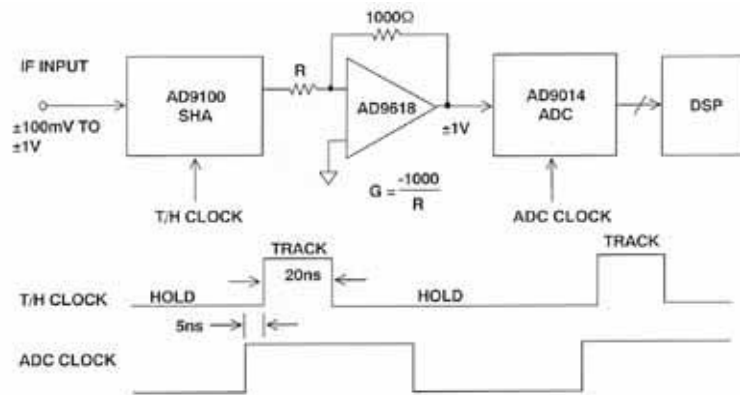 1000Ω
IF INPUT
R
AD9100
SHA
AD9618
AD9014
ADC
DSP
±100mV TO
±1V
±1V
G = -1000
R
T/H CLOCK
ADC CLOCK
TRACK
TRACK
20ns
T/H CLOCK
HOLD
HOLD
5ns
ADC CLOCK